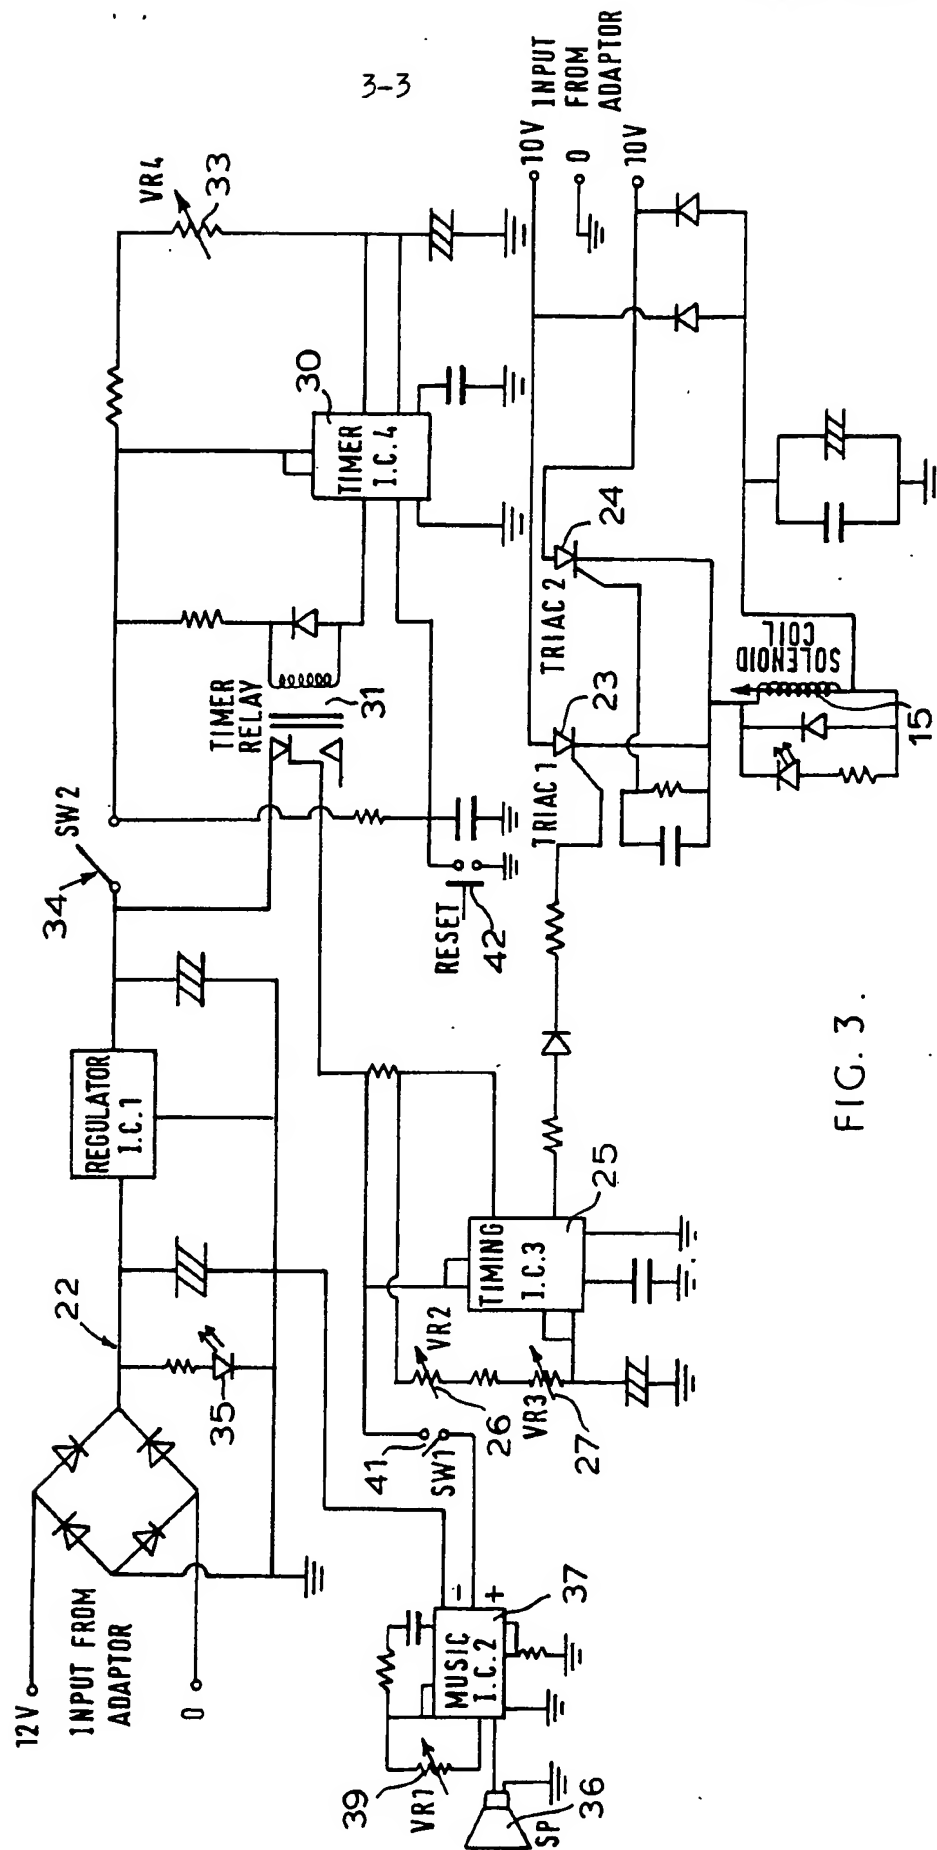 3-3
12V
INPUT FROM
ADAPTOR
0
22
35
REGULATOR
I.C.1
34
SW2
TIMER
RELAY
31
TIMER
I.C.4
30
VR4
33
39
VR1
MUSIC
I.C.2
−
+
37
SP
36
41
SW1
26
VR2
VR3
27
TIMING
I.C.3
25
RESET
42
TRIAC 1
23
TRIAC 2
24
SOLENOID
COIL
15
10V
0
10V
INPUT
FROM
ADAPTOR
FIG. 3.